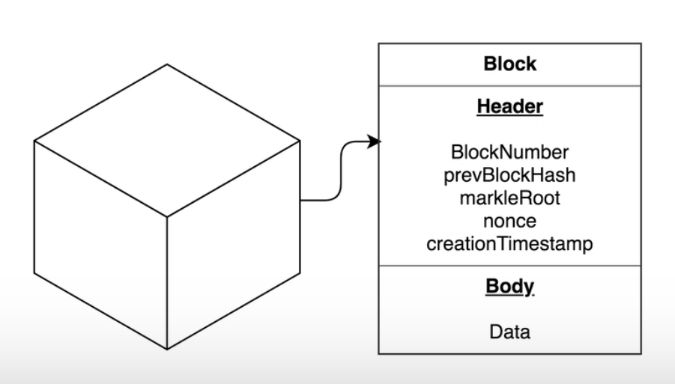 Block
Header
BlockNumber
prevBlockHash
markleRoot
nonce
creationTimestamp
Body
Data